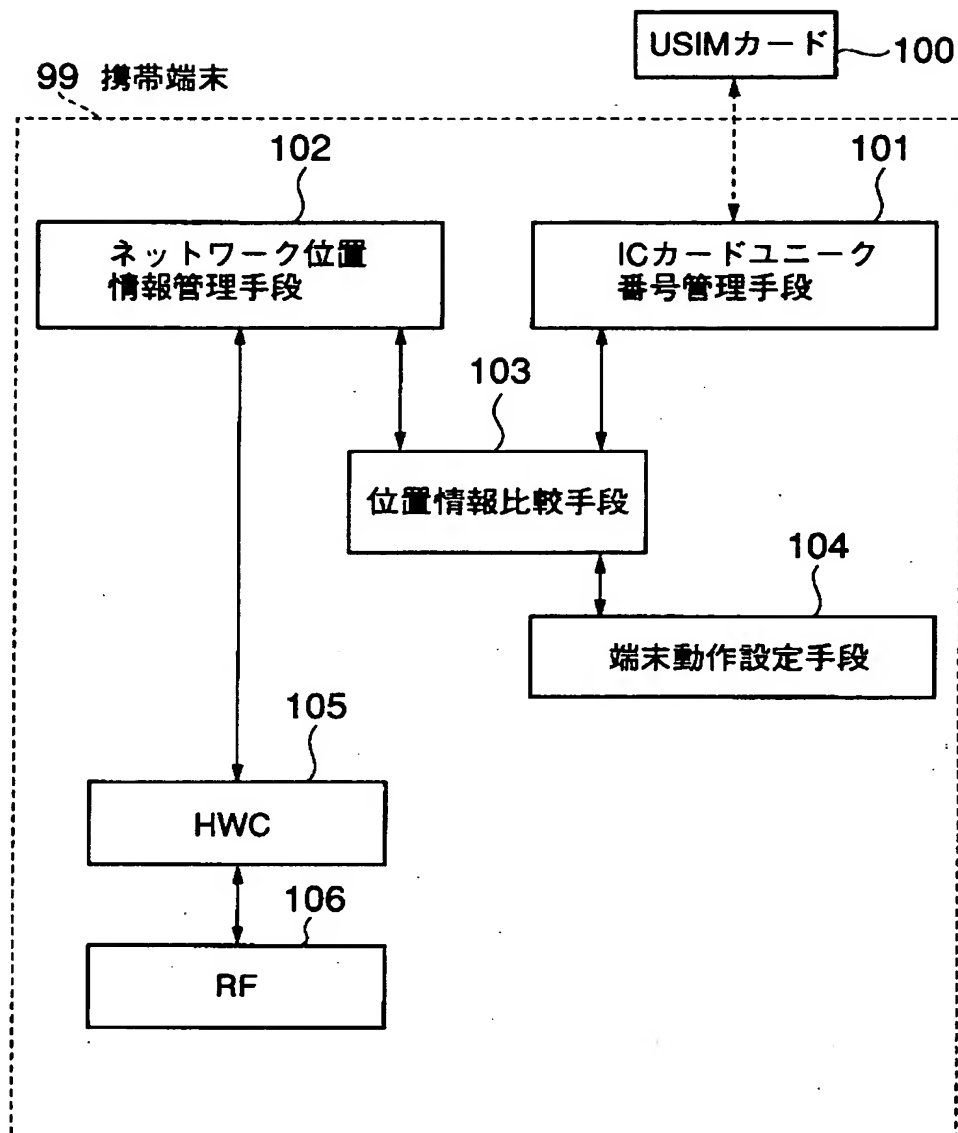 USIMカード
100
99 携帯端末
102
101
ネットワーク位置
情報管理手段
ICカードユニーク
番号管理手段
103
位置情報比較手段
104
端末動作設定手段
105
HWC
106
RF